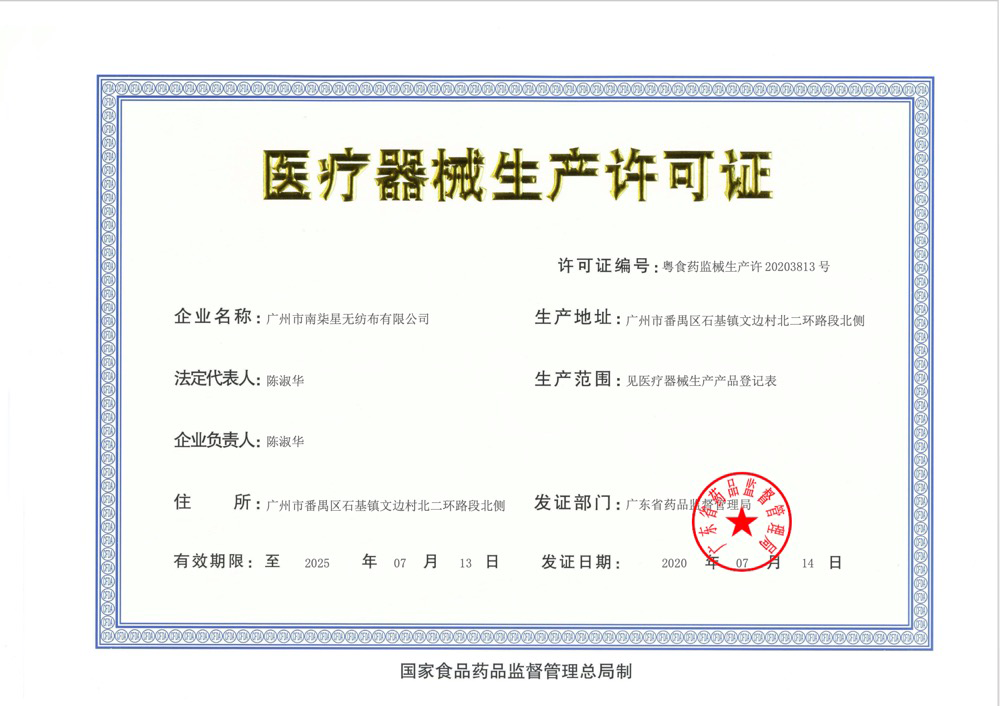 医疗器械生产许可证
许可证编号：粤食药监械生产许20203813号
企业名称：广州市南柒星无纺布有限公司
生产地址：广州市番禺区石基镇文边村北二环路段北侧
法定代表人：陈淑华
生产范围：见医疗器械生产产品登记表
企业负责人：陈淑华
住 所：广州市番禺区石基镇文边村北二环路段北侧
发证部门：广东省药品监督管理局
广东省药品监督管理局
有效期限：至 2025 年 07 月 13 日
发证日期：2020 年 07 月 14 日
国家食品药品监督管理总局制